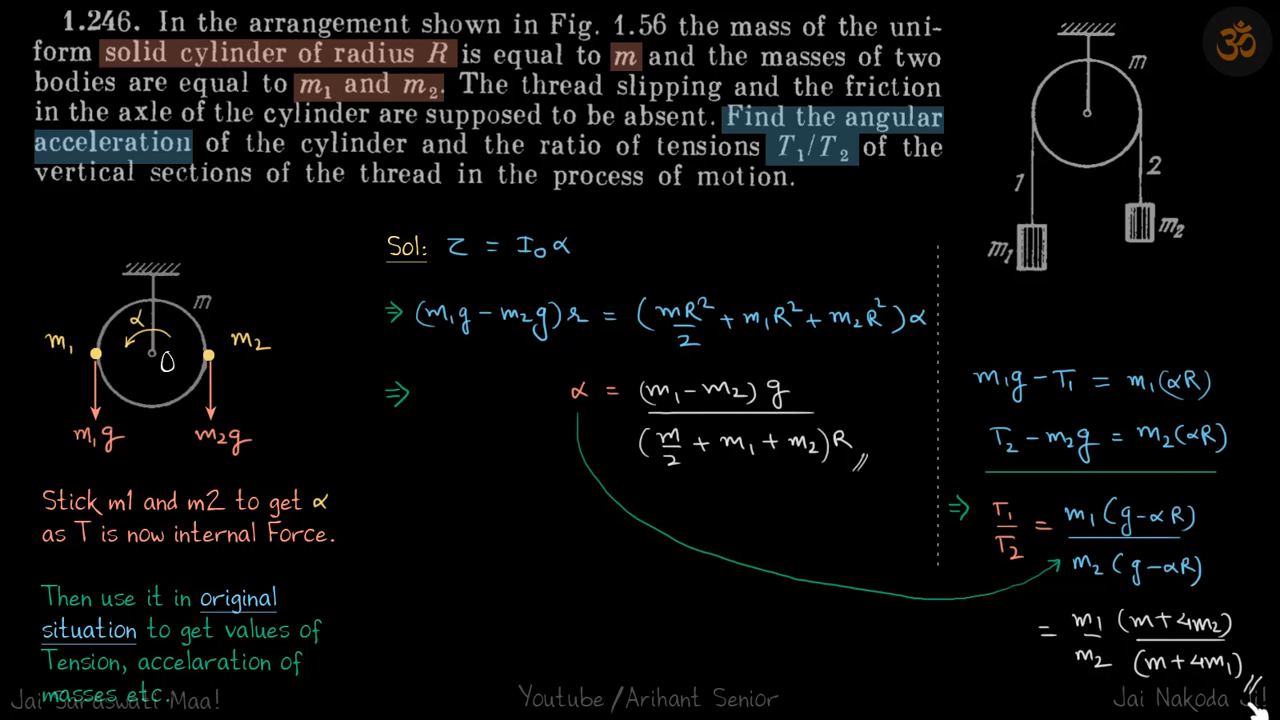 1.246. In the arrangement shown in Fig. 1.56 the mass of the uni-
form solid cylinder of radius R is equal to m and the masses of two
bodies are equal to m₁ and m₂. The thread slipping and the friction
in the axle of the cylinder are supposed to be absent. Find the angular
acceleration of the cylinder and the ratio of tensions T₁/T₂ of the
vertical sections of the thread in the process of motion.
ॐ
m
1
2
m₁
m₂
m
α
m₁
m₂
O
m₁g
m₂g
Stick m1 and m2 to get α
as T is now internal Force.
Then use it in original
situation to get values of
Tension, accelaration of
masses etc.
Sol: τ = I₀α
⇒ (m₁g − m₂g) r = (mR²/2 + m₁R² + m₂R²) α
⇒ α = (m₁ − m₂) g / (m/2 + m₁ + m₂) R //
m₁g − T₁ = m₁(αR)
T₂ − m₂g = m₂(αR)
⇒ T₁/T₂ = m₁(g − αR) / m₂(g − αR)
= m₁/m₂ (m + 4m₂)/(m + 4m₁) //
Jai Saraswati Maa!
Youtube /Arihant Senior
Jai Nakoda Ji!